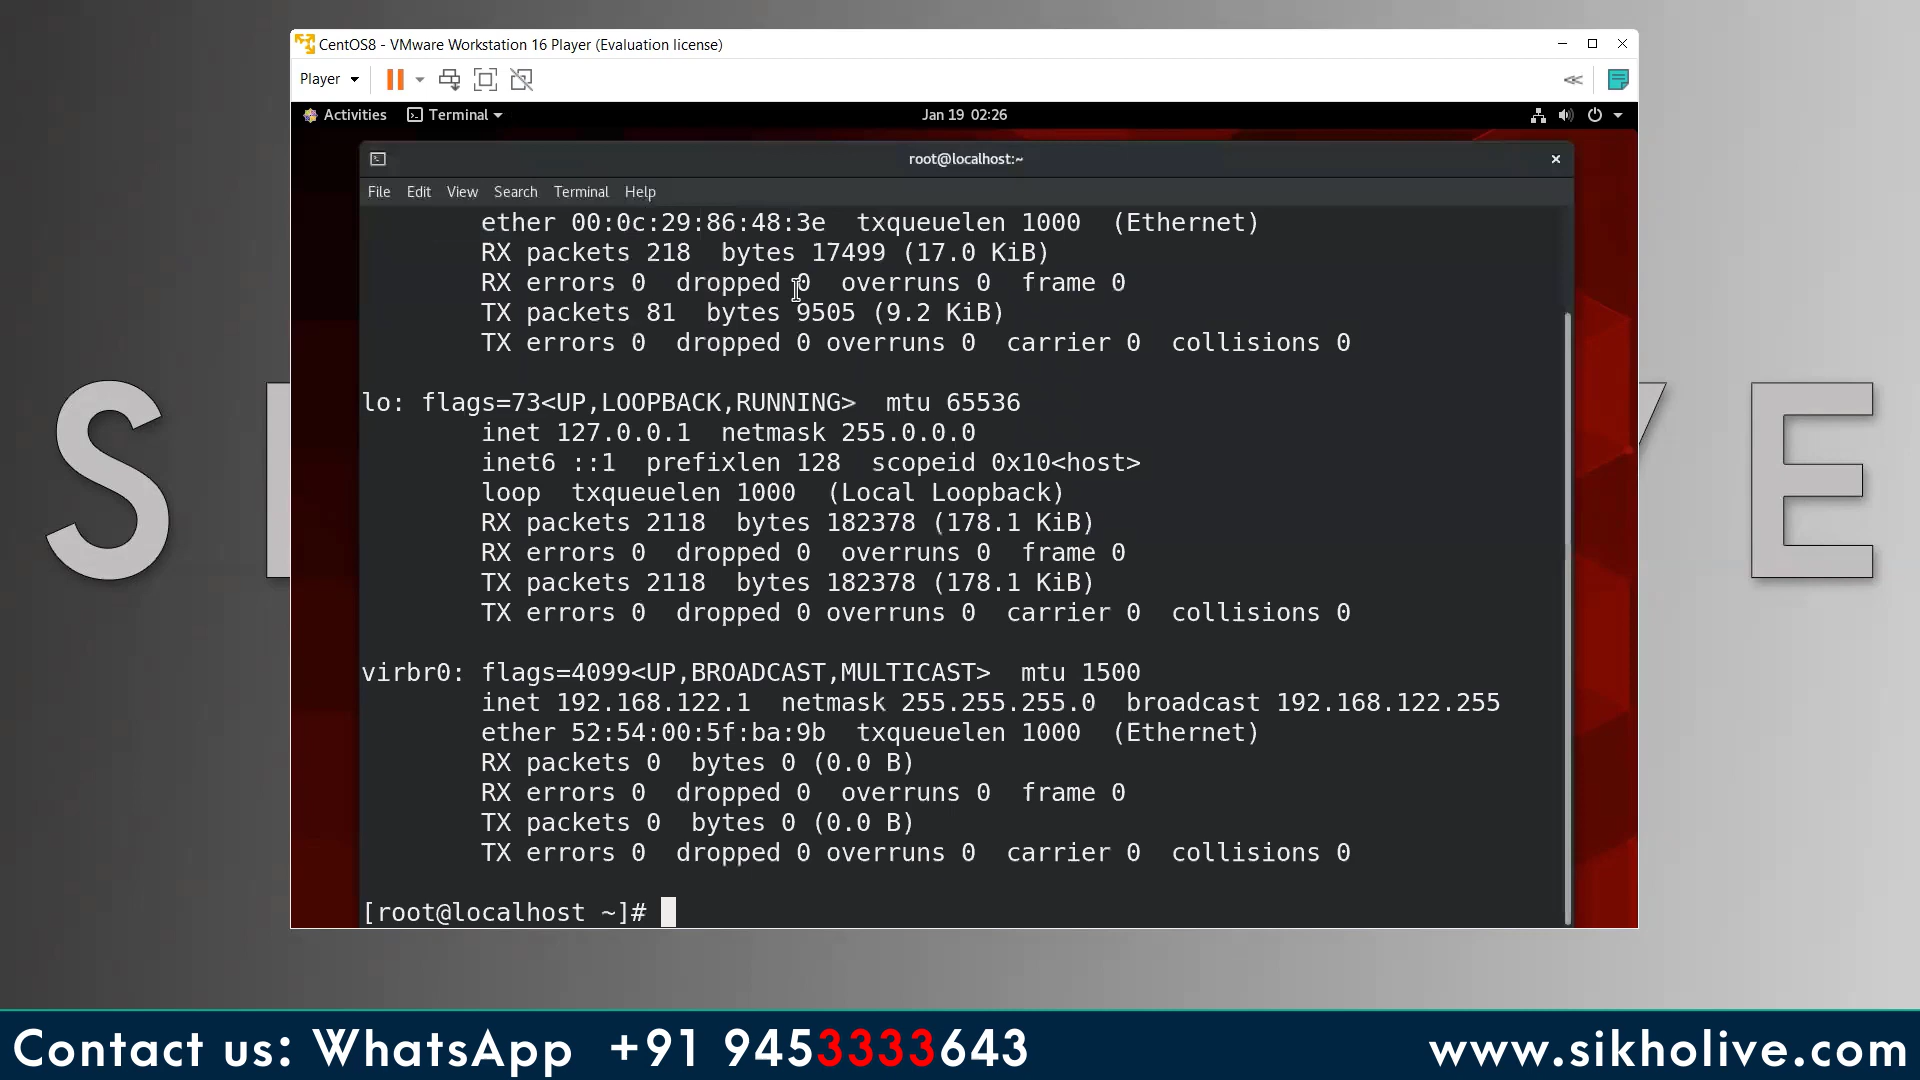 CentOS8 - VMware Workstation 16 Player (Evaluation license)
Player
Activities Terminal Jan 19 02:26
root@localhost:~
File Edit View Search Terminal Help
ether 00:0c:29:86:48:3e  txqueuelen 1000  (Ethernet)
RX packets 218  bytes 17499 (17.0 KiB)
RX errors 0  dropped 0  overruns 0  frame 0
TX packets 81  bytes 9505 (9.2 KiB)
TX errors 0  dropped 0 overruns 0  carrier 0  collisions 0
lo: flags=73<UP,LOOPBACK,RUNNING>  mtu 65536
inet 127.0.0.1  netmask 255.0.0.0
inet6 ::1  prefixlen 128  scopeid 0x10<host>
loop  txqueuelen 1000  (Local Loopback)
RX packets 2118  bytes 182378 (178.1 KiB)
RX errors 0  dropped 0  overruns 0  frame 0
TX packets 2118  bytes 182378 (178.1 KiB)
TX errors 0  dropped 0 overruns 0  carrier 0  collisions 0
virbr0: flags=4099<UP,BROADCAST,MULTICAST>  mtu 1500
inet 192.168.122.1  netmask 255.255.255.0  broadcast 192.168.122.255
ether 52:54:00:5f:ba:9b  txqueuelen 1000  (Ethernet)
RX packets 0  bytes 0 (0.0 B)
RX errors 0  dropped 0  overruns 0  frame 0
TX packets 0  bytes 0 (0.0 B)
TX errors 0  dropped 0 overruns 0  carrier 0  collisions 0
[root@localhost ~]#
Contact us: WhatsApp +91 9453333643
www.sikholive.com